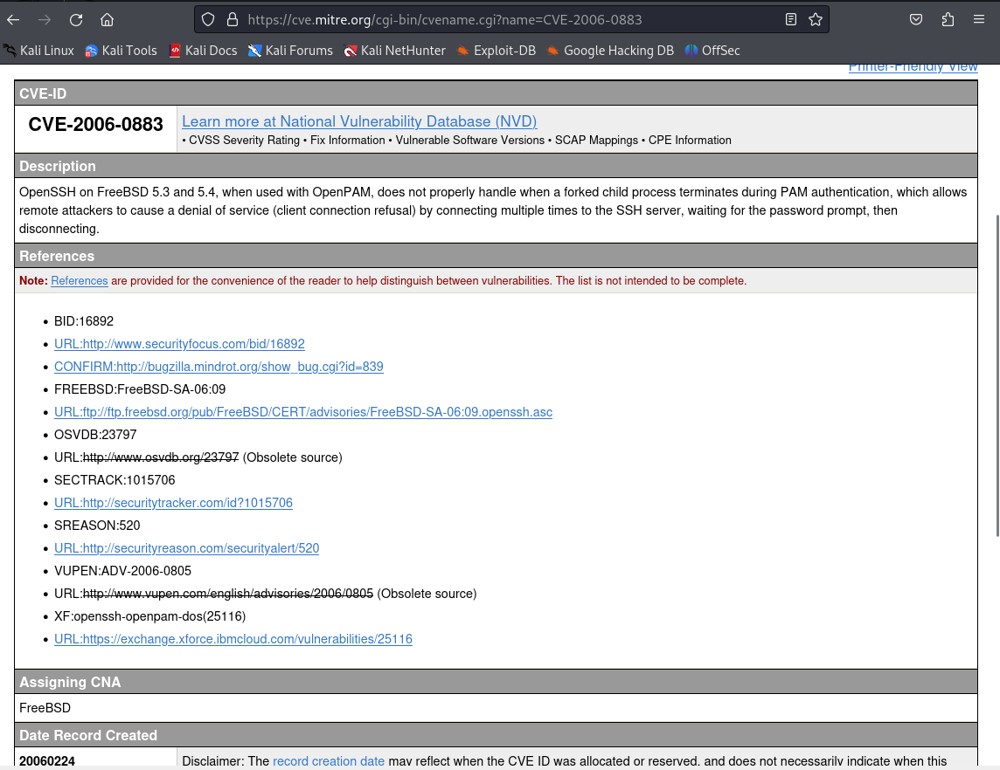 https://cve.mitre.org/cgi-bin/cvename.cgi?name=CVE-2006-0883
Kali Linux Kali Tools Kali Docs Kali Forums Kali NetHunter Exploit-DB Google Hacking DB OffSec
Printer-Friendly View
CVE-ID
CVE-2006-0883
Learn more at National Vulnerability Database (NVD)
• CVSS Severity Rating • Fix Information • Vulnerable Software Versions • SCAP Mappings • CPE Information
Description
OpenSSH on FreeBSD 5.3 and 5.4, when used with OpenPAM, does not properly handle when a forked child process terminates during PAM authentication, which allows
remote attackers to cause a denial of service (client connection refusal) by connecting multiple times to the SSH server, waiting for the password prompt, then
disconnecting.
References
Note: References are provided for the convenience of the reader to help distinguish between vulnerabilities. The list is not intended to be complete.
• BID:16892
• URL:http://www.securityfocus.com/bid/16892
• CONFIRM:http://bugzilla.mindrot.org/show_bug.cgi?id=839
• FREEBSD:FreeBSD-SA-06:09
• URL:ftp://ftp.freebsd.org/pub/FreeBSD/CERT/advisories/FreeBSD-SA-06:09.openssh.asc
• OSVDB:23797
• URL:http://www.osvdb.org/23797 (Obsolete source)
• SECTRACK:1015706
• URL:http://securitytracker.com/id?1015706
• SREASON:520
• URL:http://securityreason.com/securityalert/520
• VUPEN:ADV-2006-0805
• URL:http://www.vupen.com/english/advisories/2006/0805 (Obsolete source)
• XF:openssh-openpam-dos(25116)
• URL:https://exchange.xforce.ibmcloud.com/vulnerabilities/25116
Assigning CNA
FreeBSD
Date Record Created
20060224
Disclaimer: The record creation date may reflect when the CVE ID was allocated or reserved, and does not necessarily indicate when this